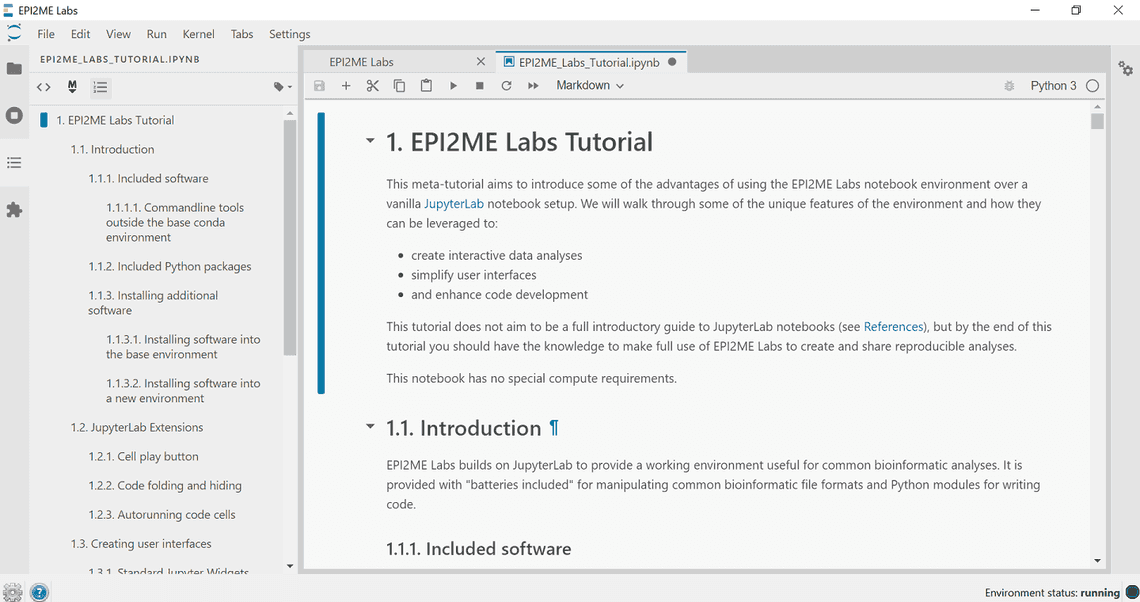 EPI2ME Labs
File Edit View Run Kernel Tabs Settings
EPI2ME_LABS_TUTORIAL.IPYNB
EPI2ME Labs
EPI2ME_Labs_Tutorial.ipynb
M
Markdown
Python 3
1. EPI2ME Labs Tutorial
1.1. Introduction
1.1.1. Included software
1.1.1.1. Commandline tools
outside the base conda
environment
1.1.2. Included Python packages
1.1.3. Installing additional
software
1.1.3.1. Installing software into
the base environment
1.1.3.2. Installing software into
a new environment
1.2. JupyterLab Extensions
1.2.1. Cell play button
1.2.2. Code folding and hiding
1.2.3. Autorunning code cells
1.3. Creating user interfaces
1.3.1. Standard Jupyter Widgets
1. EPI2ME Labs Tutorial
This meta-tutorial aims to introduce some of the advantages of using the EPI2ME Labs notebook environment over a
vanilla JupyterLab notebook setup. We will walk through some of the unique features of the environment and how they
can be leveraged to:
• create interactive data analyses
• simplify user interfaces
• and enhance code development
This tutorial does not aim to be a full introductory guide to JupyterLab notebooks (see References), but by the end of this
tutorial you should have the knowledge to make full use of EPI2ME Labs to create and share reproducible analyses.
This notebook has no special compute requirements.
1.1. Introduction ¶
EPI2ME Labs builds on JupyterLab to provide a working environment useful for common bioinformatic analyses. It is
provided with "batteries included" for manipulating common bioinformatic file formats and Python modules for writing
code.
1.1.1. Included software
?
Environment status: running